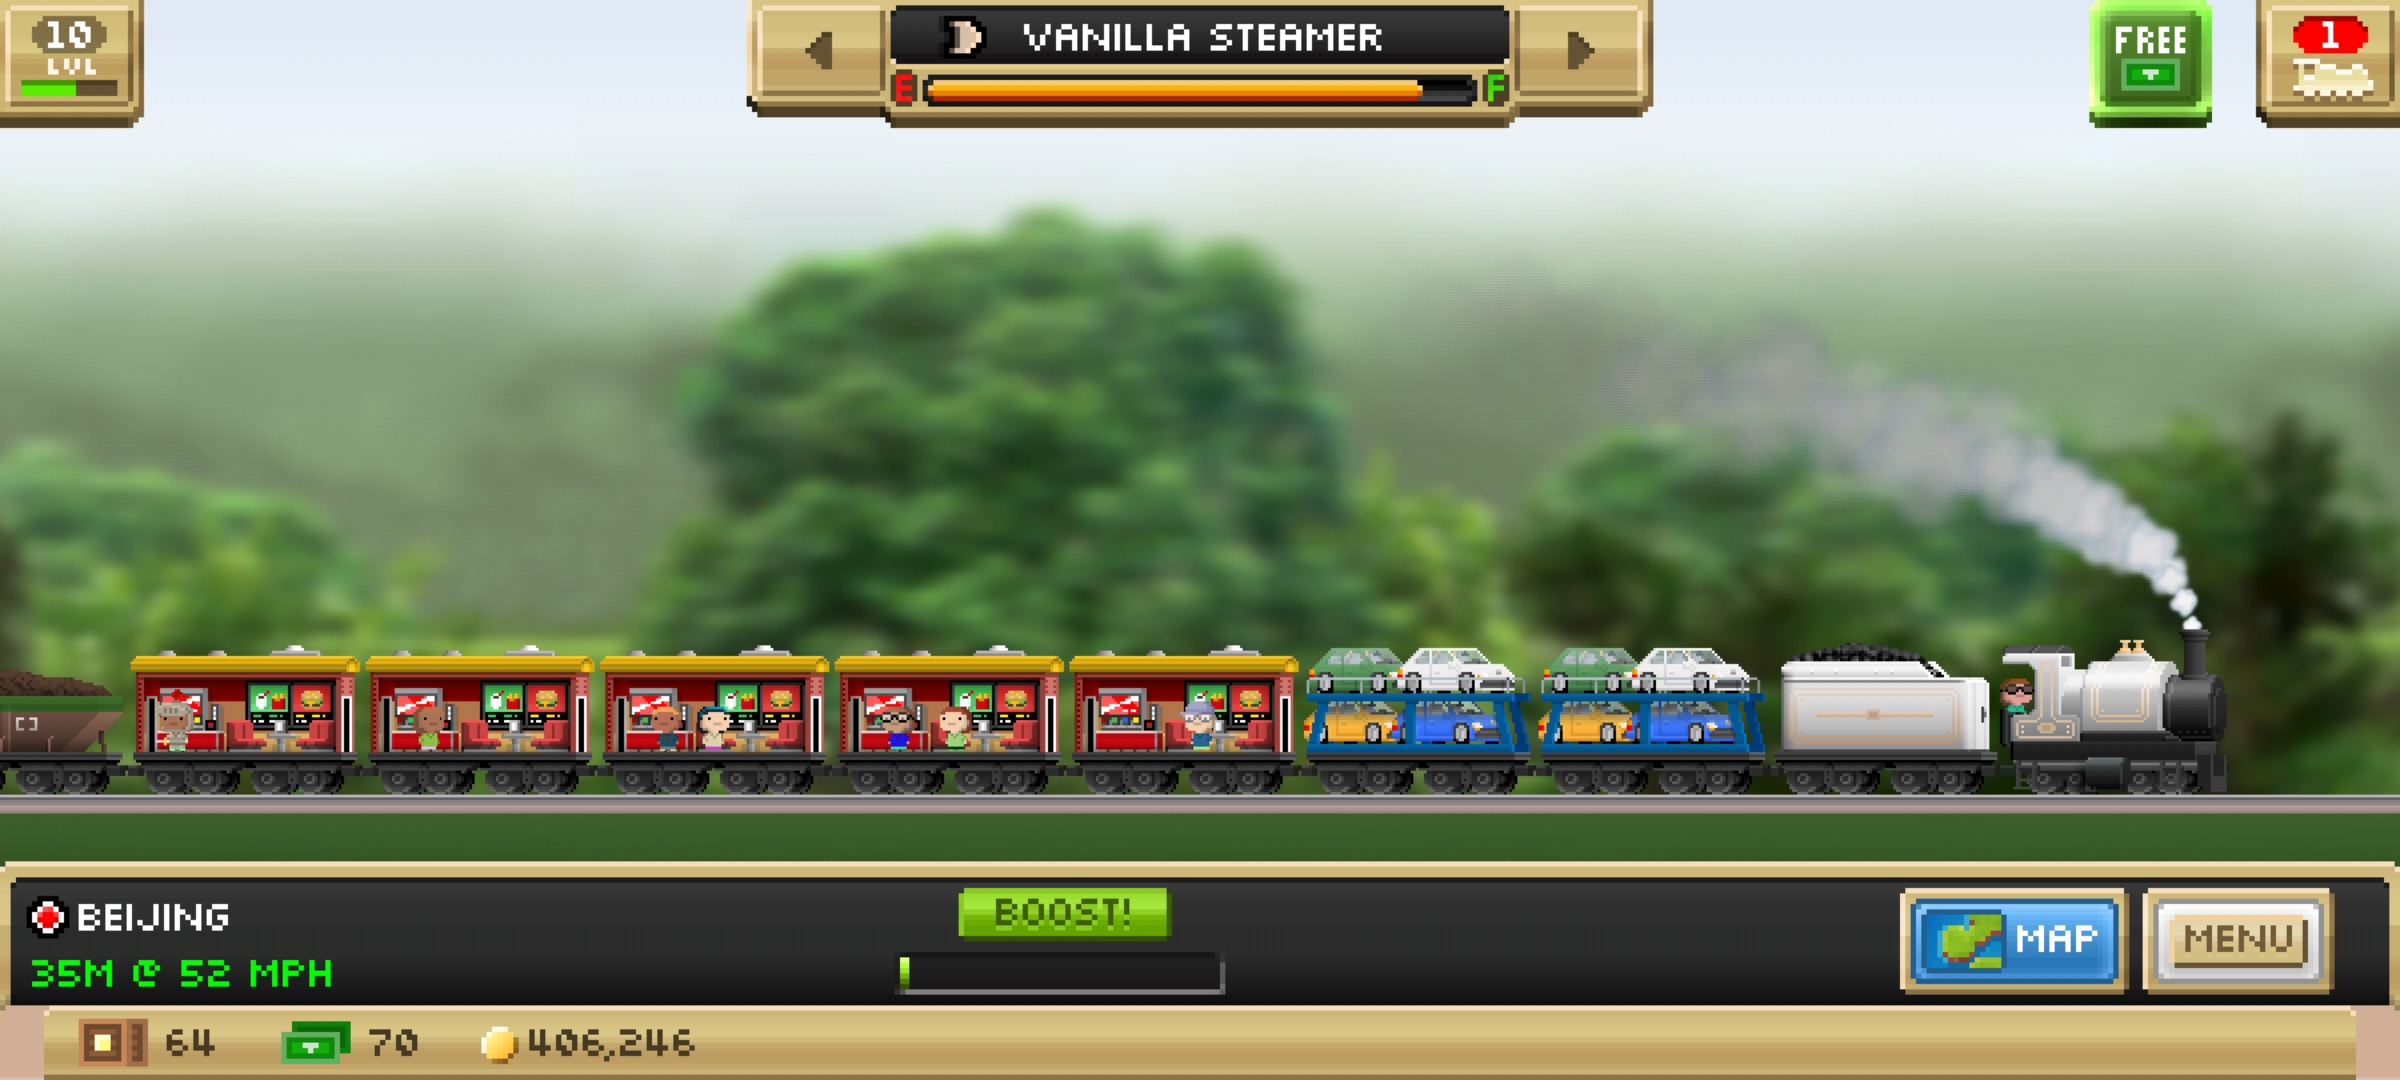 10
LVL
VANILLA STEAMER
E F
FREE
1
BEIJING
35M @ 52 MPH
BOOST!
MAP
MENU
64 70 406,246